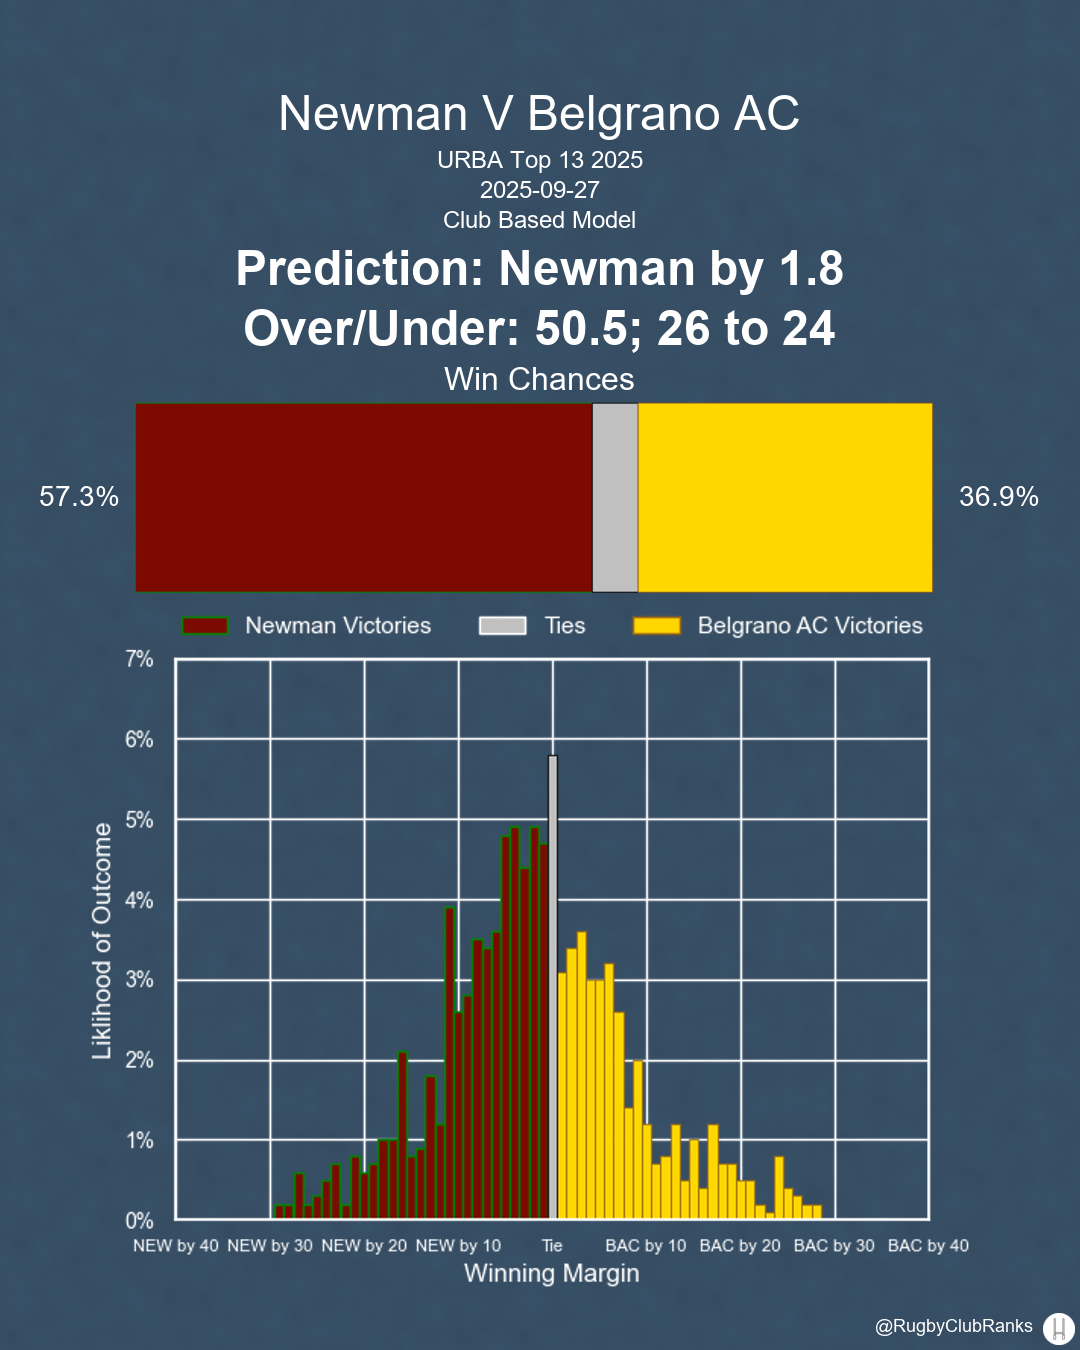 Newman V Belgrano AC
URBA Top 13 2025
2025-09-27
Club Based Model
Prediction: Newman by 1.8
Over/Under: 50.5; 26 to 24
Win Chances
57.3%
36.9%
Newman Victories Ties Belgrano AC Victories
7%
6%
5%
4%
3%
2%
1%
0%
Liklihood of Outcome
NEW by 40 NEW by 30 NEW by 20 NEW by 10 Tie BAC by 10 BAC by 20 BAC by 30 BAC by 40
Winning Margin
@RugbyClubRanks